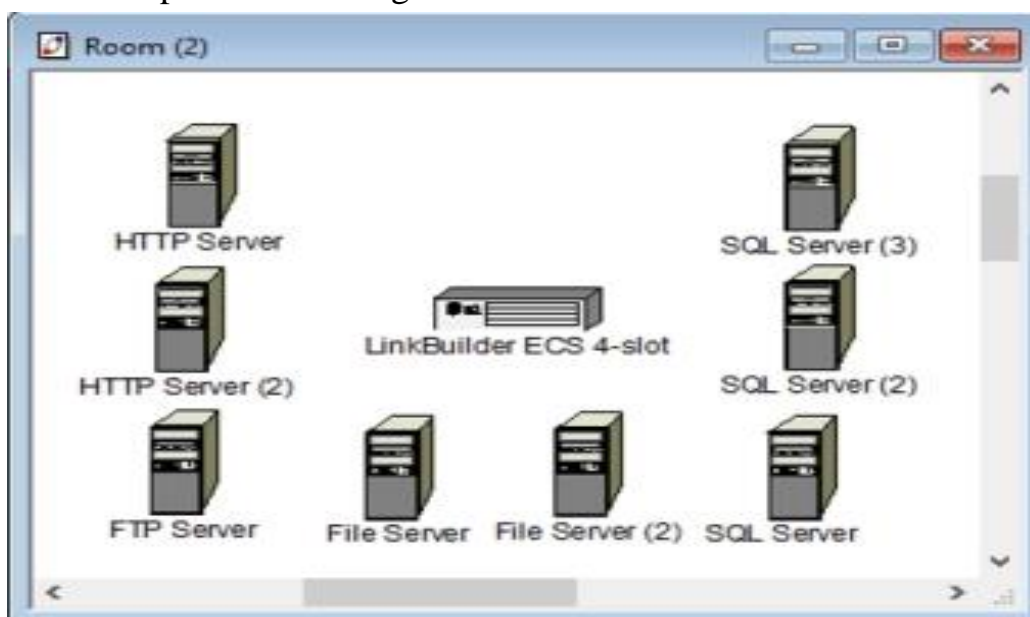 Room (2)
HTTP Server
SQL Server (3)
LinkBuilder ECS 4-slot
HTTP Server (2)
SQL Server (2)
FTP Server
File Server
File Server (2)
SQL Server